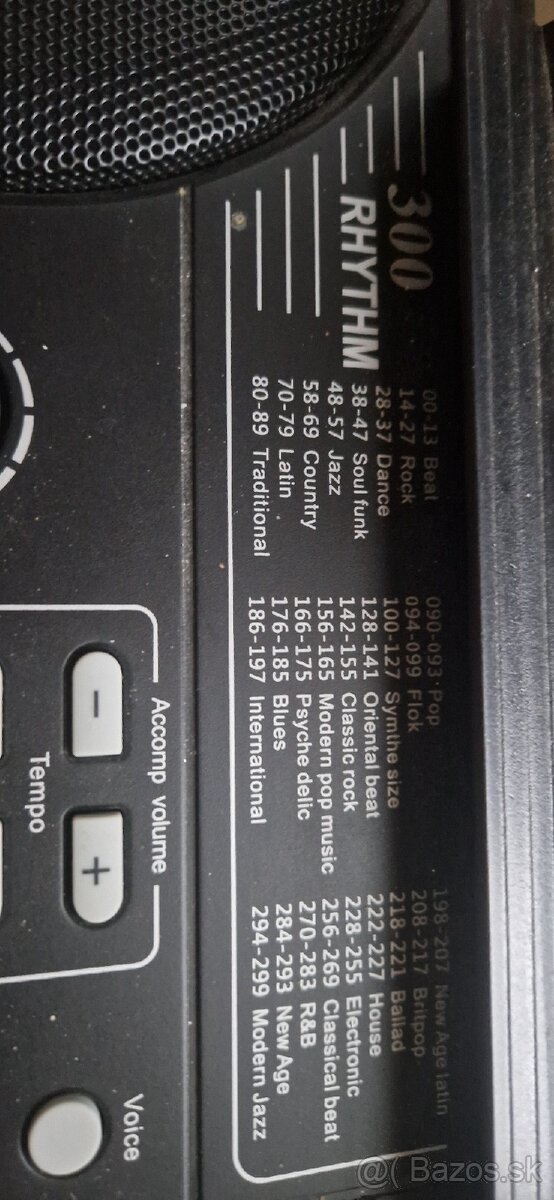 300
RHYTHM
00-13 Beat
14-27 Rock
28-37 Dance
38-47 Soul funk
48-57 Jazz
58-69 Country
70-79 Latin
80-89 Traditional
090-093 Pop
094-099 Flok
100-127 Symthe size
128-141 Oriental beat
142-155 Classic rock
156-165 Modern pop music
166-175 Psyche delic
176-185 Blues
186-197 International
198-207 New Age latin
208-217 Britpop
218-221 Ballad
222-227 House
228-255 Electronic
256-269 Classical beat
270-283 R&B
284-293 New Age
294-299 Modern Jazz
Accomp volume
- +
Tempo
Voice
@( Bazos.sk